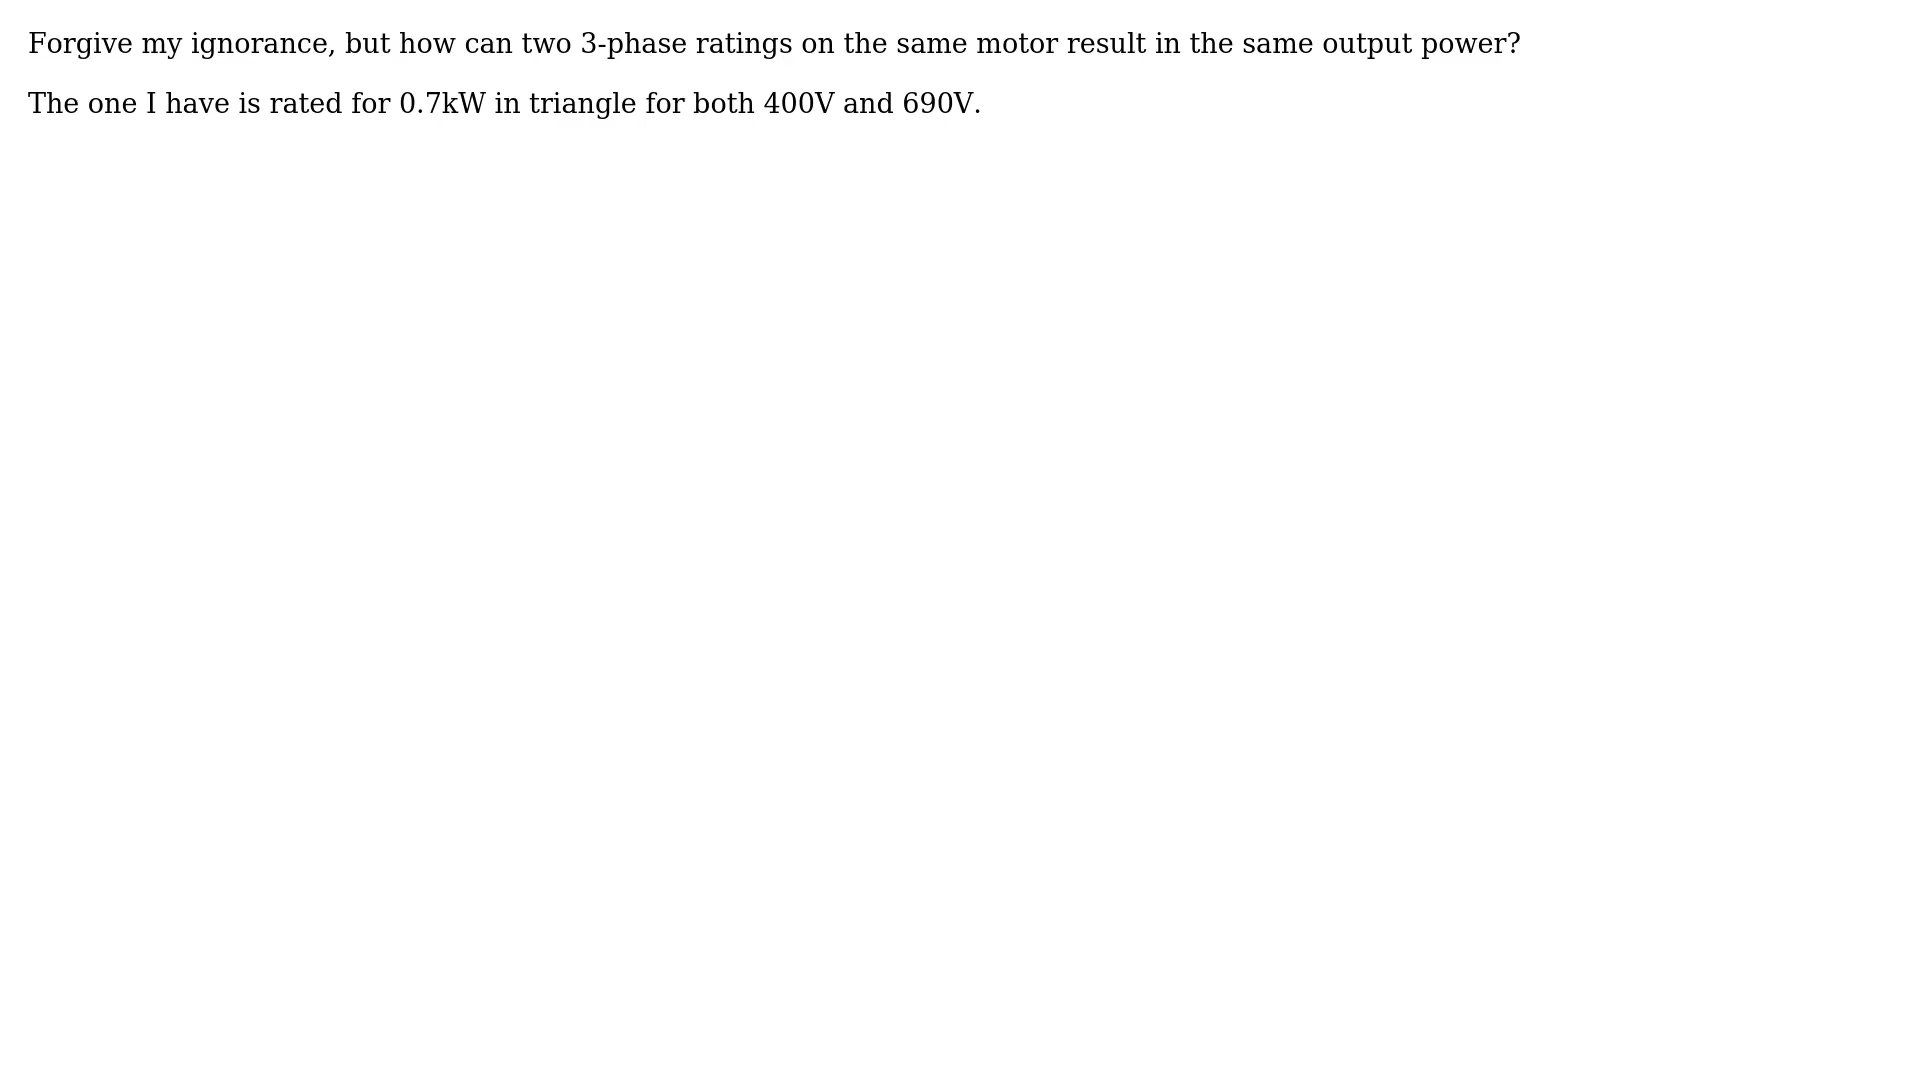 Forgive my ignorance, but how can two 3-phase ratings on the same motor result in the same output power?
The one I have is rated for 0.7kW in triangle for both 400V and 690V.